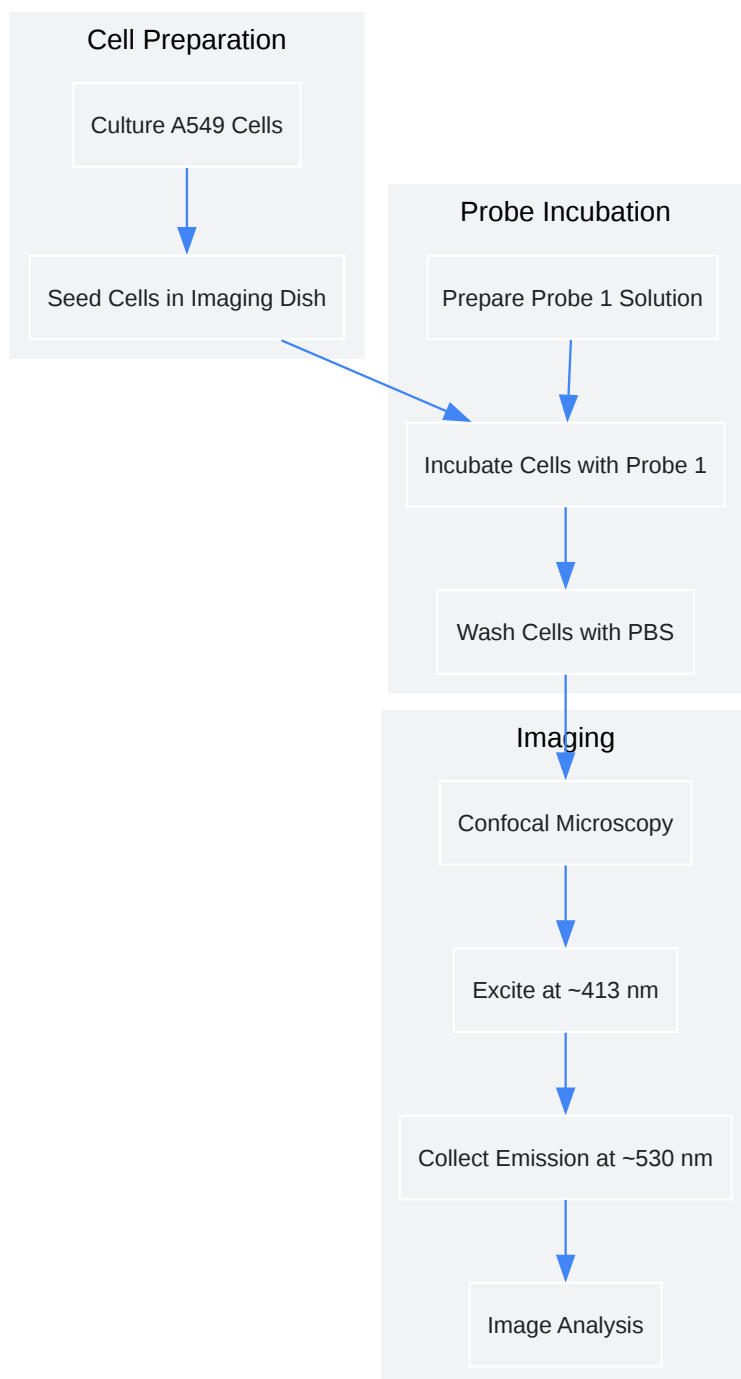 Cell Preparation
Culture A549 Cells
Seed Cells in Imaging Dish
Probe Incubation
Prepare Probe 1 Solution
Incubate Cells with Probe 1
Wash Cells with PBS
Imaging
Confocal Microscopy
Excite at ~413 nm
Collect Emission at ~530 nm
Image Analysis